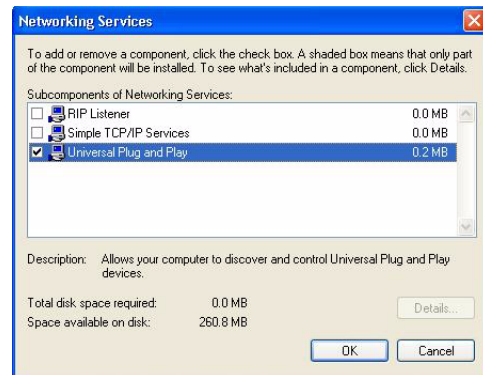 Networking Services
To add or remove a component, click the check box. A shaded box means that only part
of the component will be installed. To see what's included in a component, click Details.
Subcomponents of Networking Services:
RIP Listener 0.0 MB
Simple TCP/IP Services 0.0 MB
Universal Plug and Play 0.2 MB
Description: Allows your computer to discover and control Universal Plug and Play
devices.
Total disk space required: 0.0 MB
Details...
Space available on disk: 260.8 MB
OK Cancel